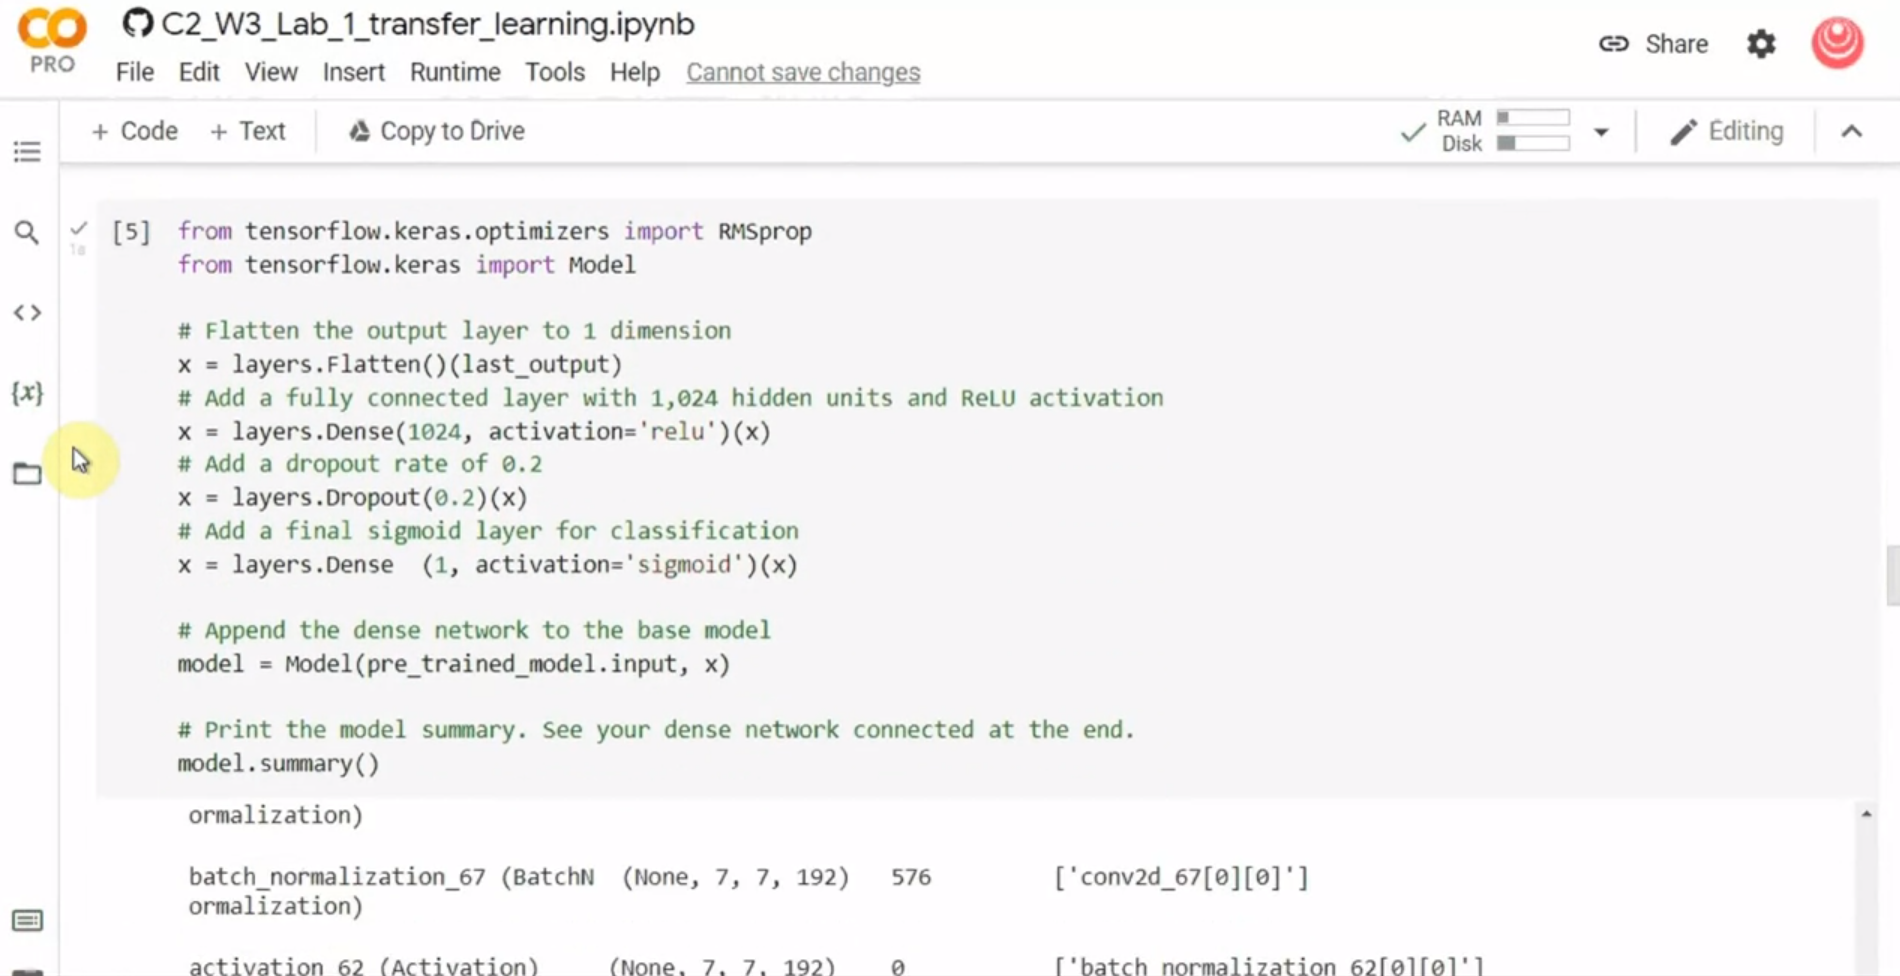 C2_W3_Lab_1_transfer_learning.ipynb
PRO
File Edit View Insert Runtime Tools Help Cannot save changes
Share
+ Code + Text Copy to Drive
RAM
Disk
Editing
[5] from tensorflow.keras.optimizers import RMSprop
from tensorflow.keras import Model
# Flatten the output layer to 1 dimension
x = layers.Flatten()(last_output)
# Add a fully connected layer with 1,024 hidden units and ReLU activation
x = layers.Dense(1024, activation='relu')(x)
# Add a dropout rate of 0.2
x = layers.Dropout(0.2)(x)
# Add a final sigmoid layer for classification
x = layers.Dense  (1, activation='sigmoid')(x)
# Append the dense network to the base model
model = Model(pre_trained_model.input, x)
# Print the model summary. See your dense network connected at the end.
model.summary()
ormalization)
batch_normalization_67 (BatchN (None, 7, 7, 192) 576 ['conv2d_67[0][0]']
ormalization)
activation_62 (Activation) (None, 7, 7, 192) 0 ['batch_normalization_62[0][0]']